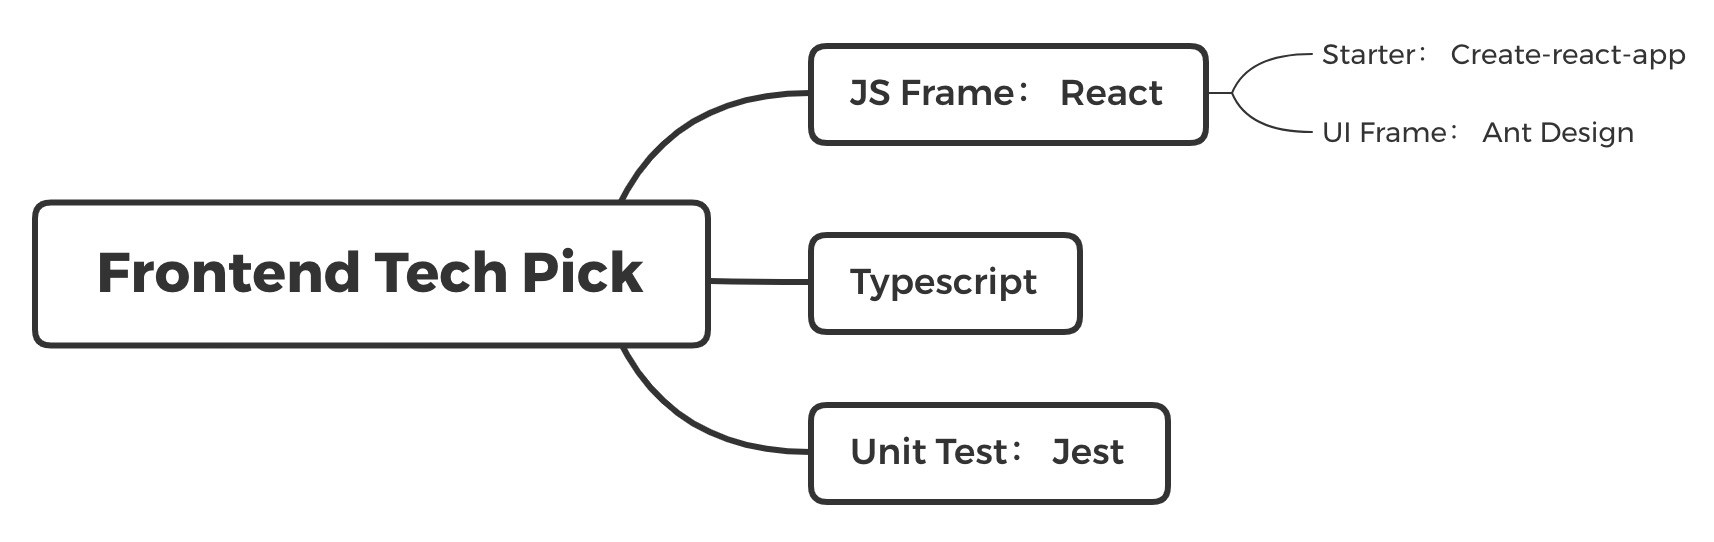 Frontend Tech Pick
JS Frame： React
Starter： Create-react-app
UI Frame： Ant Design
Typescript
Unit Test： Jest